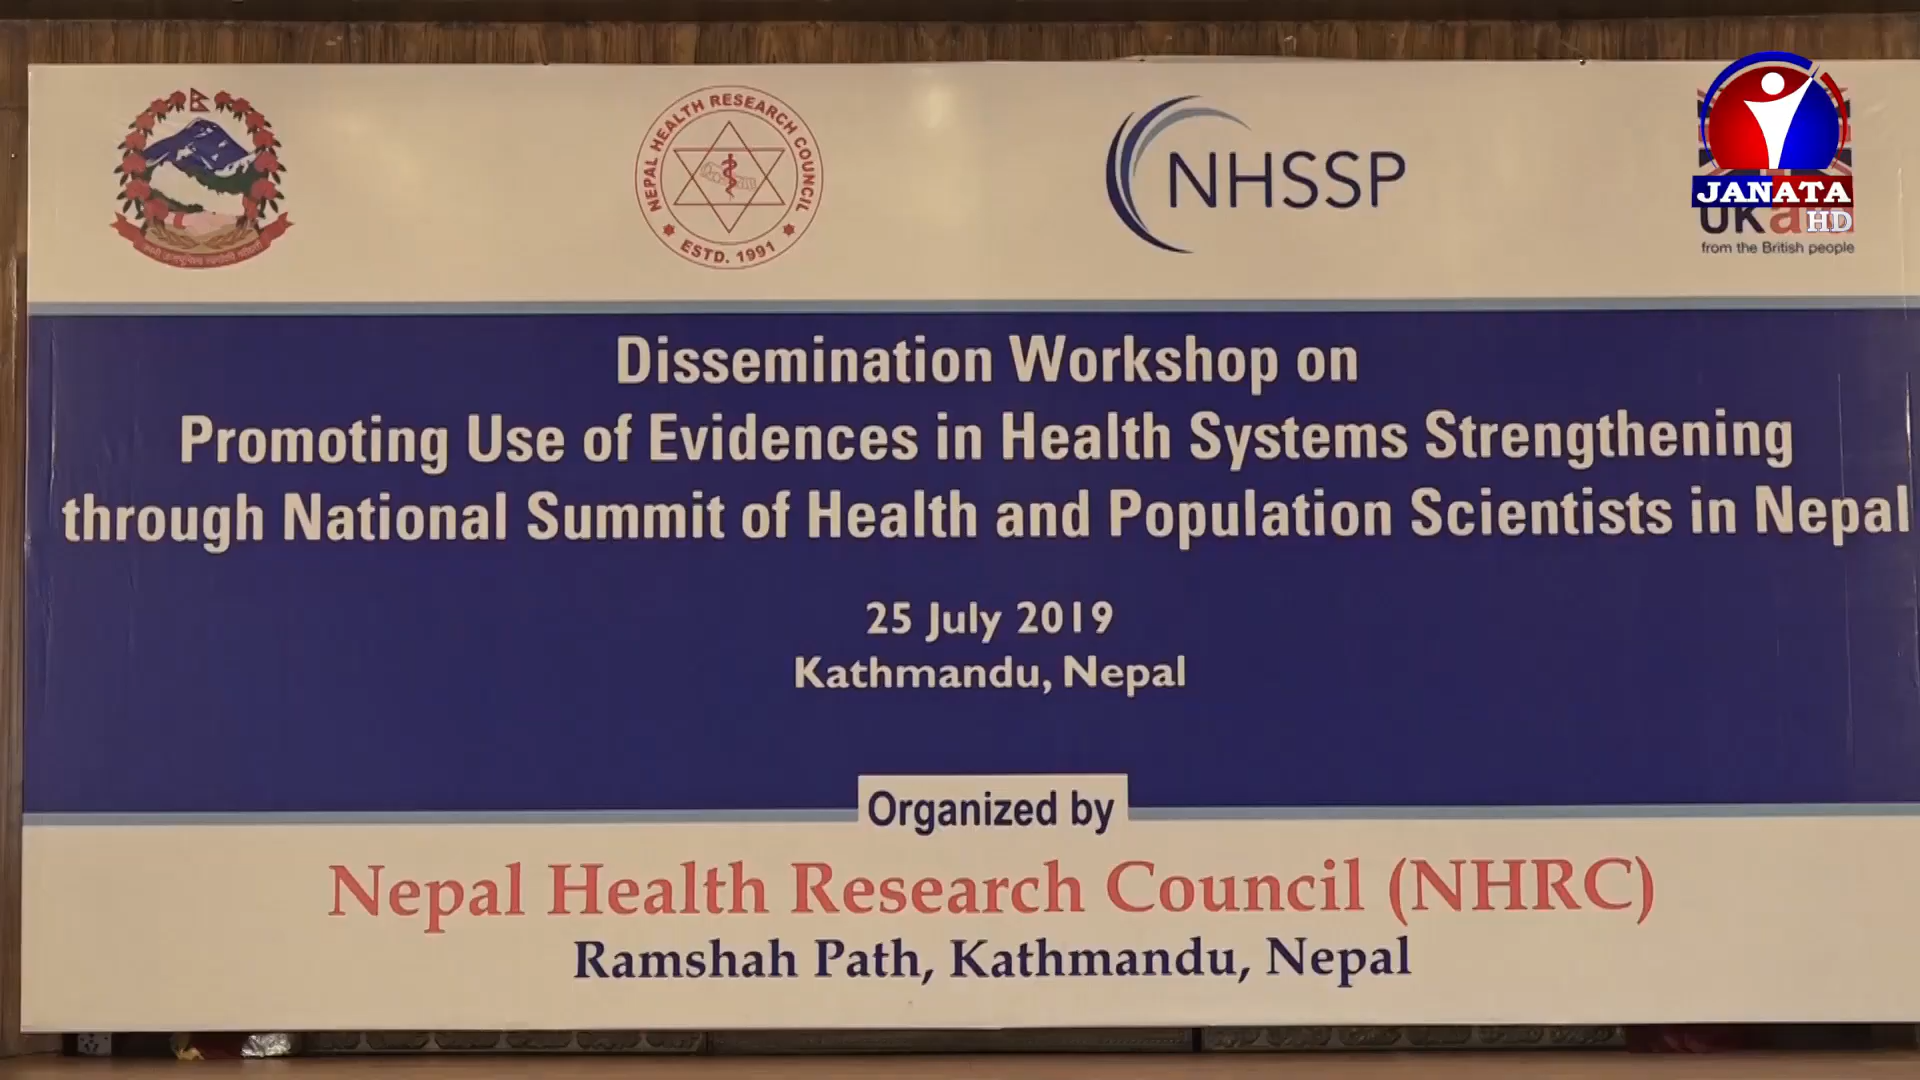 NEPAL HEALTH RESEARCH COUNCIL
ESTD. 1991
NHSSP
JANATA
HD
UK
from the British people
Dissemination Workshop on
Promoting Use of Evidences in Health Systems Strengthening
through National Summit of Health and Population Scientists in Nepal
25 July 2019
Kathmandu, Nepal
Organized by
Nepal Health Research Council (NHRC)
Ramshah Path, Kathmandu, Nepal